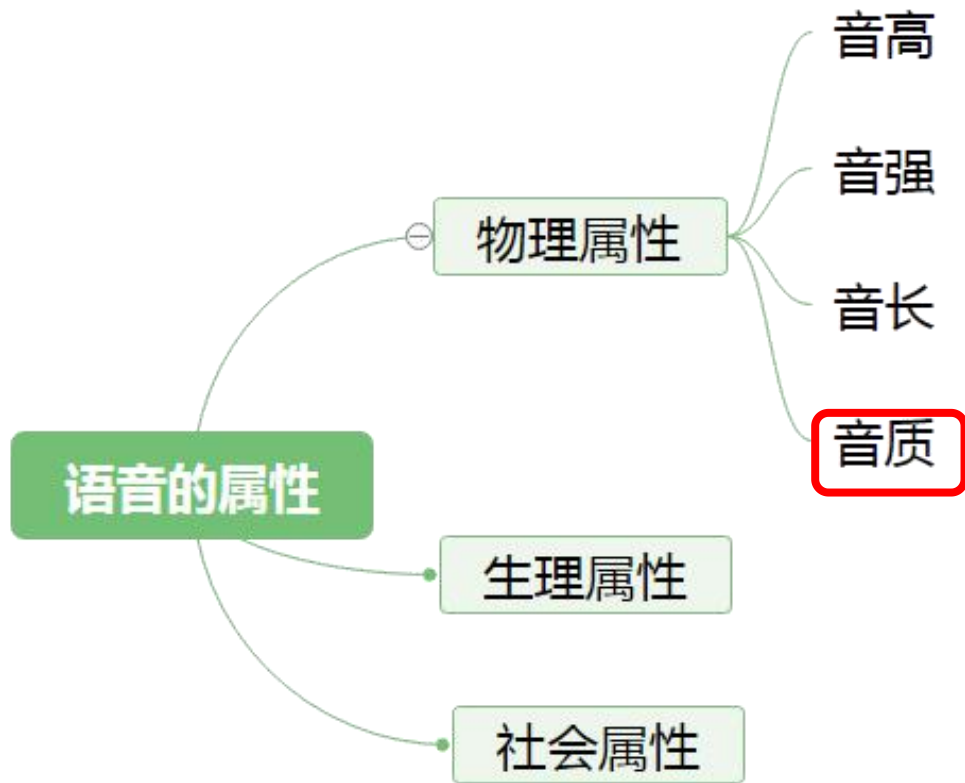 音高
音强
物理属性
音长
音质
语音的属性
生理属性
社会属性